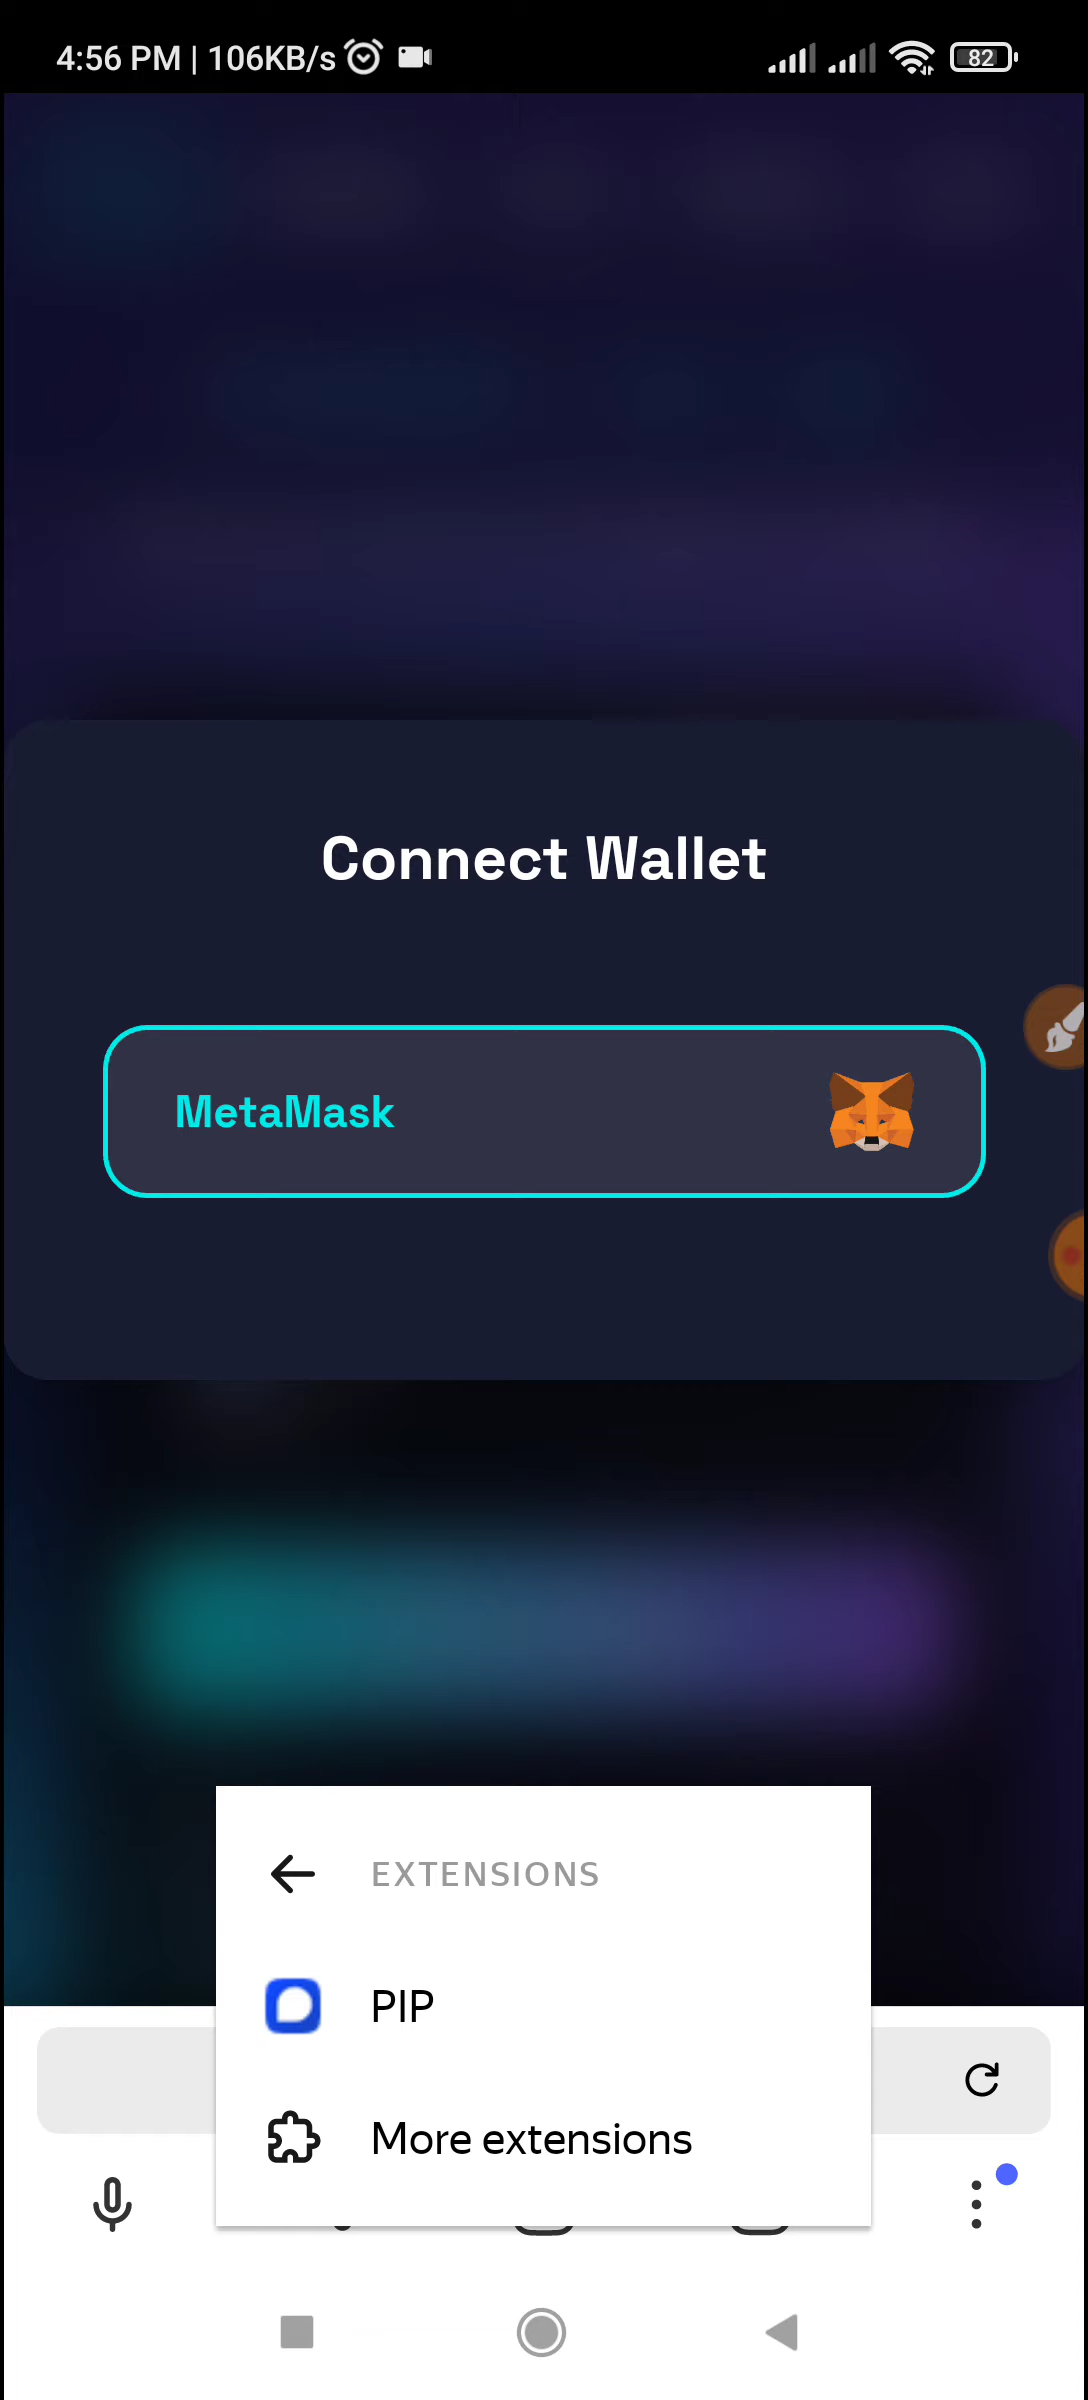 4:56 PM | 106KB/s
82
Connect Wallet
MetaMask
EXTENSIONS
PIP
More extensions